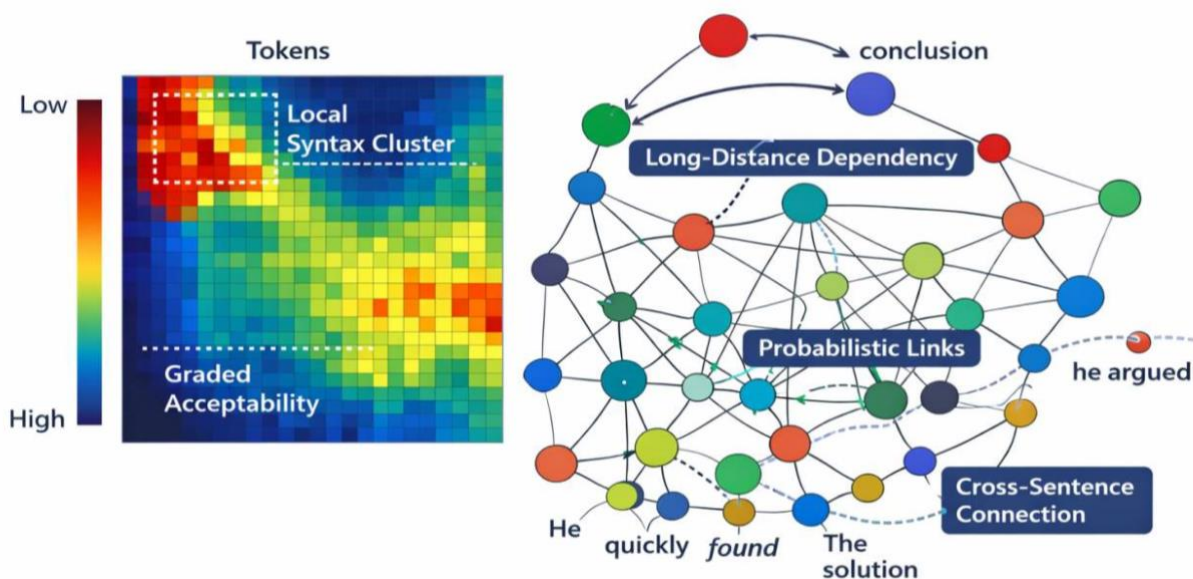 Tokens
Low
High
Local
Syntax Cluster
Graded
Acceptability
conclusion
Long-Distance Dependency
Probabilistic Links
he argued
Cross-Sentence
Connection
He
quickly
found
The
solution